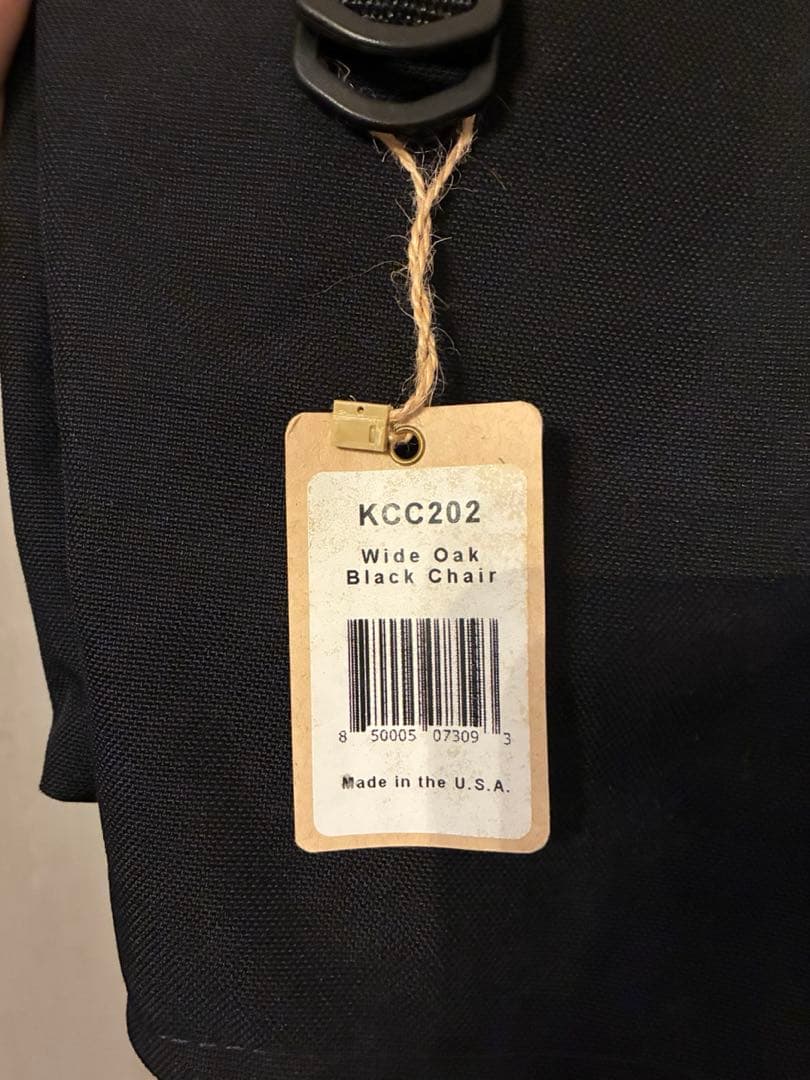 KCC202
Wide Oak
Black Chair
8 50005 07309 3
Made in the U.S.A.